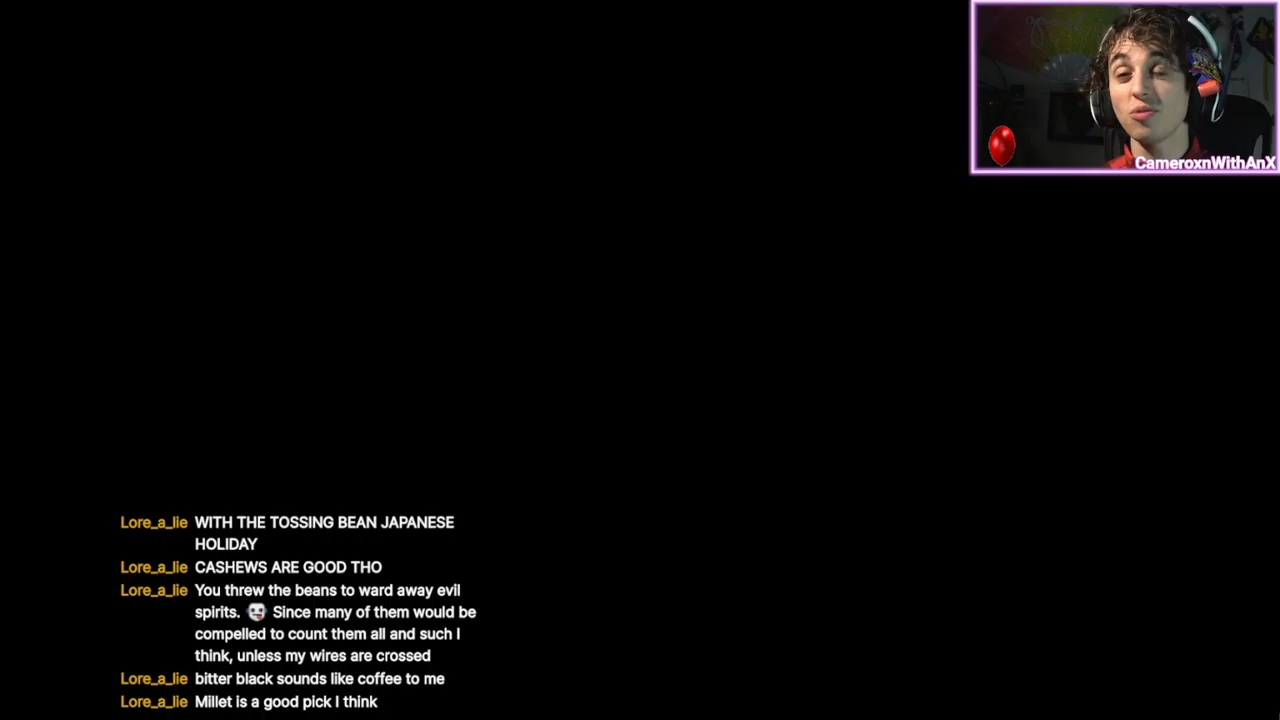 CameroxnWithAnX
Lore_a_lie WITH THE TOSSING BEAN JAPANESE
HOLIDAY
Lore_a_lie CASHEWS ARE GOOD THO
Lore_a_lie You threw the beans to ward away evil
spirits. Since many of them would be
compelled to count them all and such I
think, unless my wires are crossed
Lore_a_lie bitter black sounds like coffee to me
Lore_a_lie Millet is a good pick I think